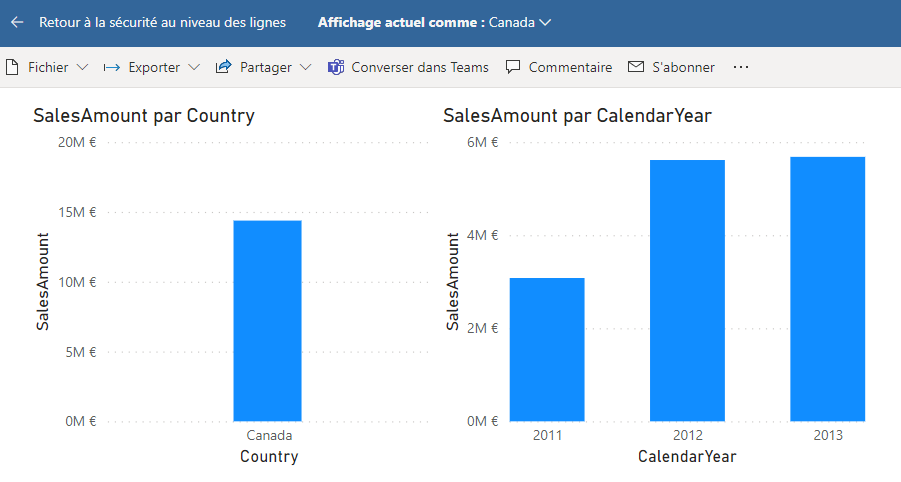 Retour à la sécurité au niveau des lignes Affichage actuel comme : Canada
Fichier Exporter Partager Converser dans Teams Commentaire S'abonner ...
SalesAmount par Country
20M €
15M €
10M €
5M €
0M €
SalesAmount
Canada
Country
SalesAmount par CalendarYear
6M €
4M €
2M €
0M €
SalesAmount
2011 2012 2013
CalendarYear